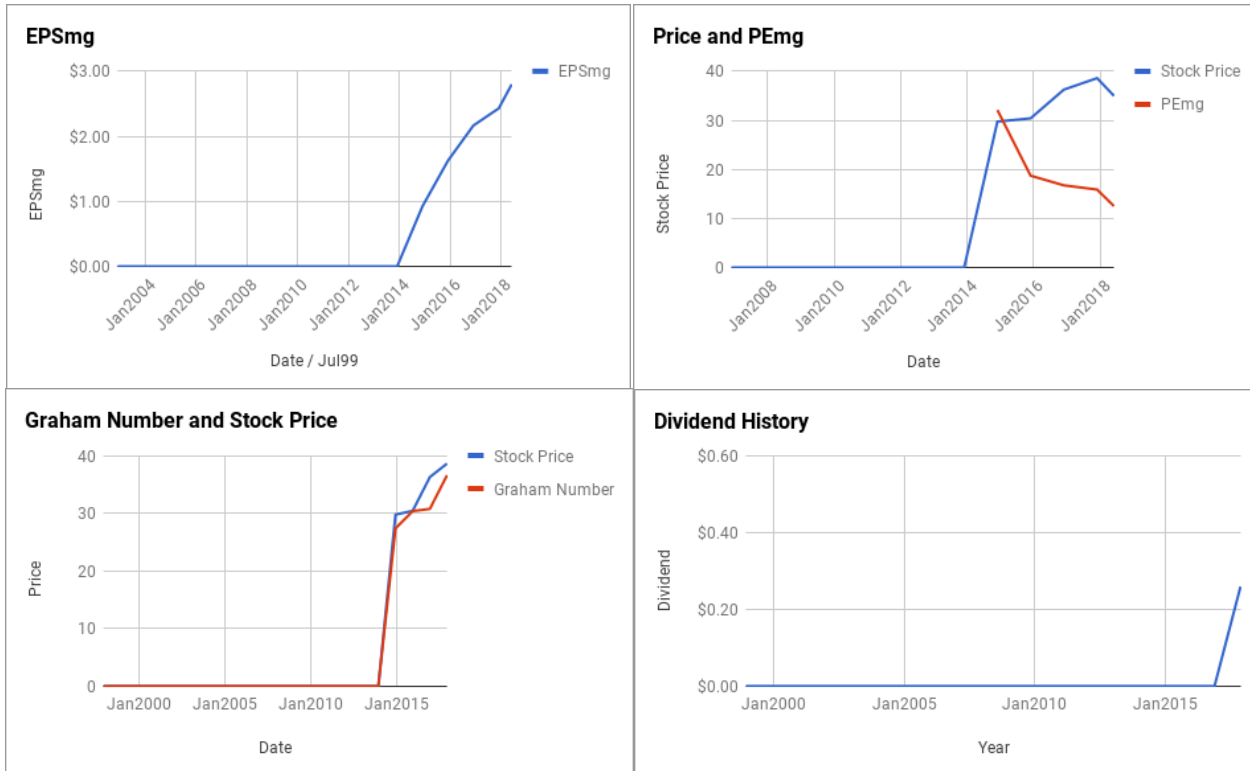 EPSmg
EPSmg
$3.00
$2.00
$1.00
$0.00
EPSmg
Jan2004
Jan2006
Jan2008
Jan2010
Jan2012
Jan2014
Jan2016
Jan2018
Date / Jul99
Price and PEmg
Stock Price
PEmg
40
30
20
10
0
Stock Price
Jan2008
Jan2010
Jan2012
Jan2014
Jan2016
Jan2018
Date
Graham Number and Stock Price
Stock Price
Graham Number
40
30
20
10
0
Price
Jan2000
Jan2005
Jan2010
Jan2015
Date
Dividend History
$0.60
$0.40
$0.20
$0.00
Dividend
Jan2000
Jan2005
Jan2010
Jan2015
Year